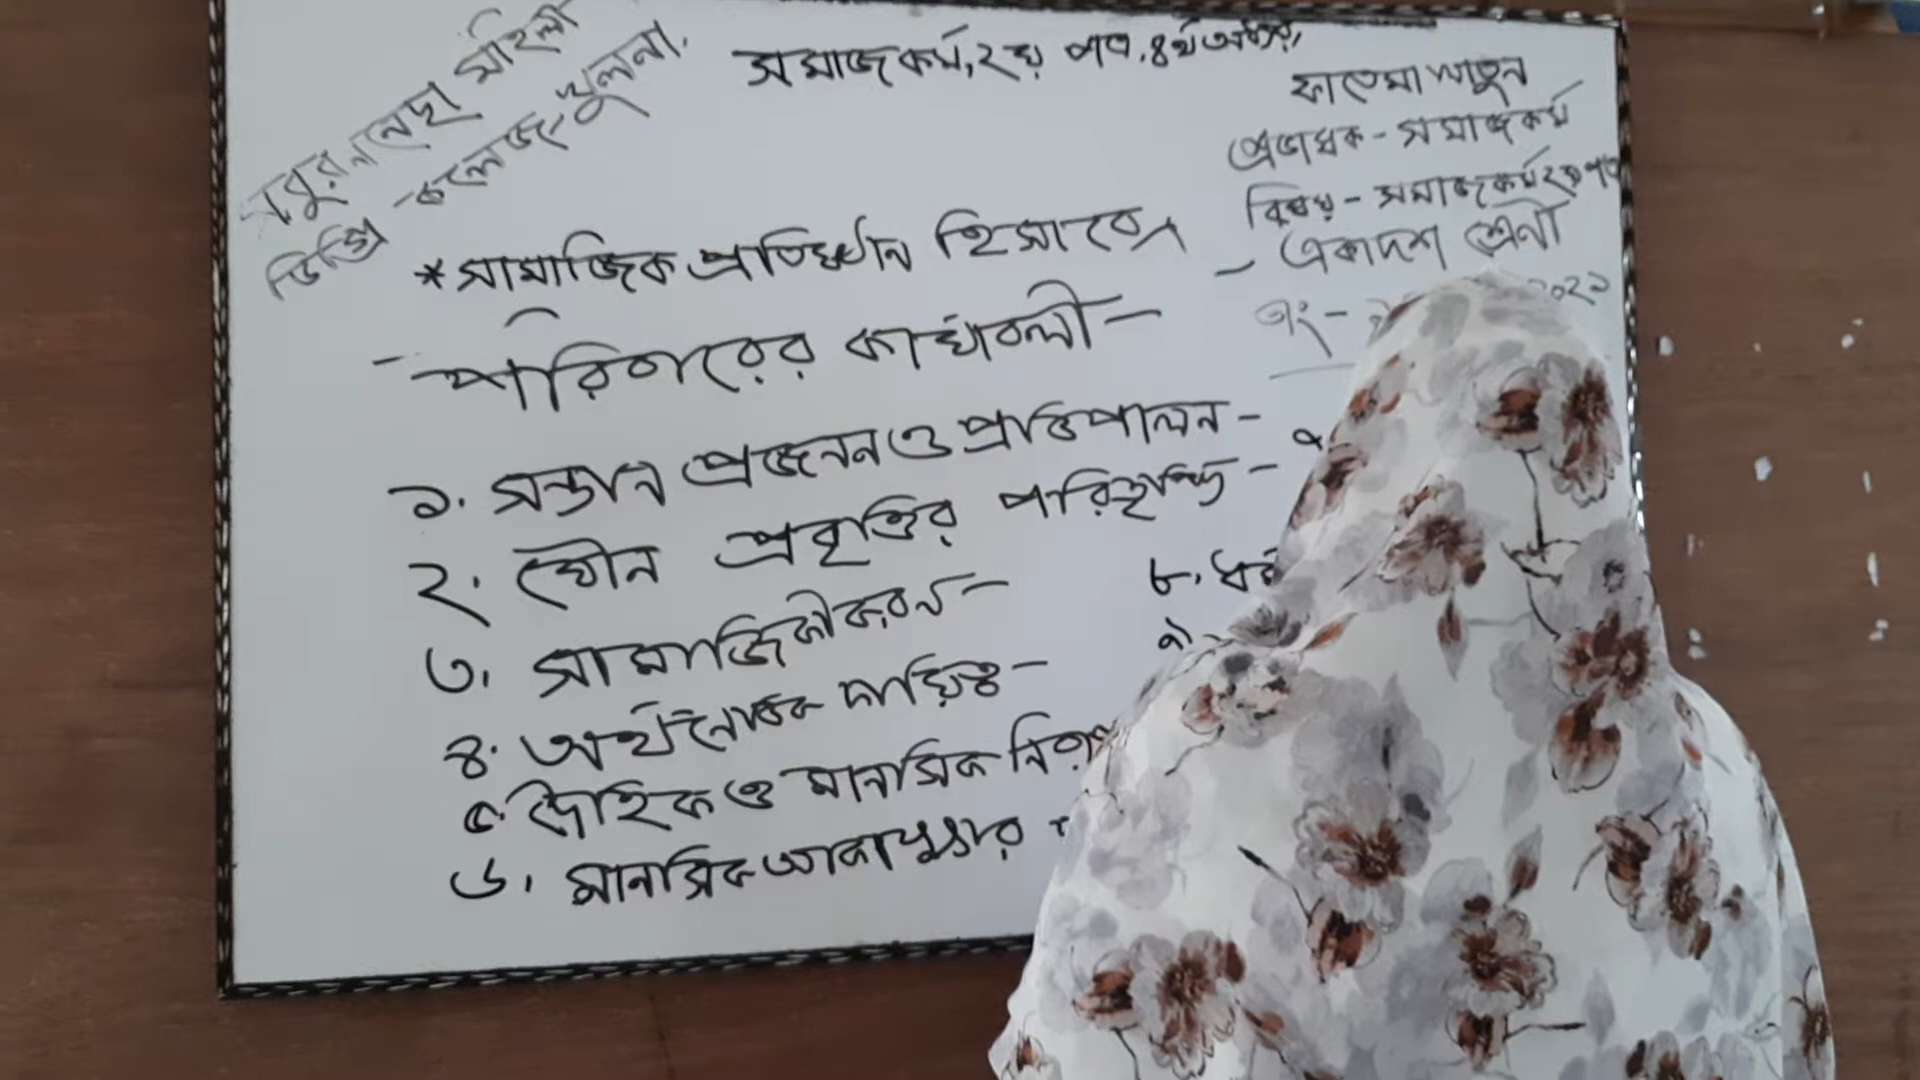 মহিলা
ডিগ্রি কলেজ, খুলনা.
সমাজকর্ম, ২য় পত্র, ৪র্থ অধ্যায়,
ফাতেমা খাতুন
প্রভাষক - সমাজকর্ম
বিষয় - সমাজকর্ম ২য় পত্র
- একাদশ শ্রেণী
তাং -
* সামাজিক প্রতিষ্ঠান হিসাবে
- পরিবারের কার্যাবলী -
১. সন্তান প্রজনন ও প্রতিপালন -
২. যৌন প্রবৃত্তির পরিতৃপ্তি -
৩. সামাজিকীকরণ -
৪. অর্থনৈতিক দায়িত্ব -
৫. দৈহিক ও মানসিক
৬. মানসিক
৮.
৯.